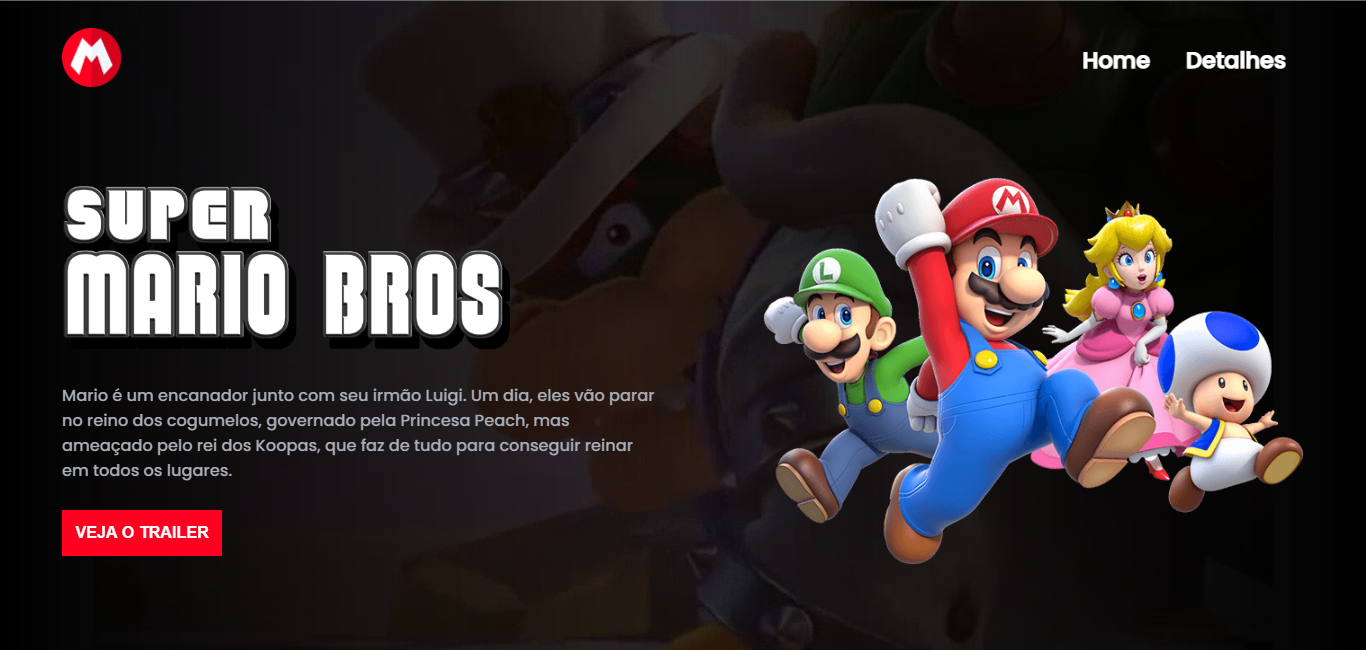 M
Home Detalhes
SUPER
MARIO BROS
Mario é um encanador junto com seu irmão Luigi. Um dia, eles vão parar
no reino dos cogumelos, governado pela Princesa Peach, mas
ameaçado pelo rei dos Koopas, que faz de tudo para conseguir reinar
em todos os lugares.
VEJA O TRAILER
M
L